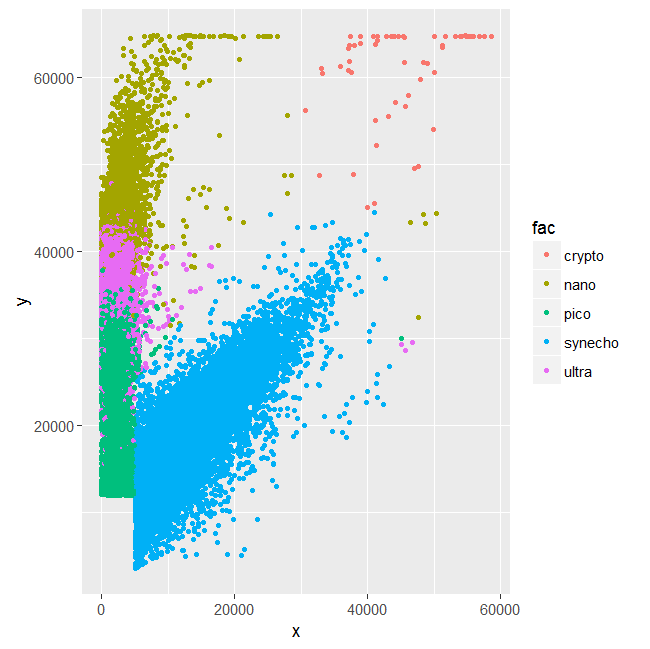 60000
40000
20000
y
0
20000
40000
60000
x
fac
crypto
nano
pico
synecho
ultra